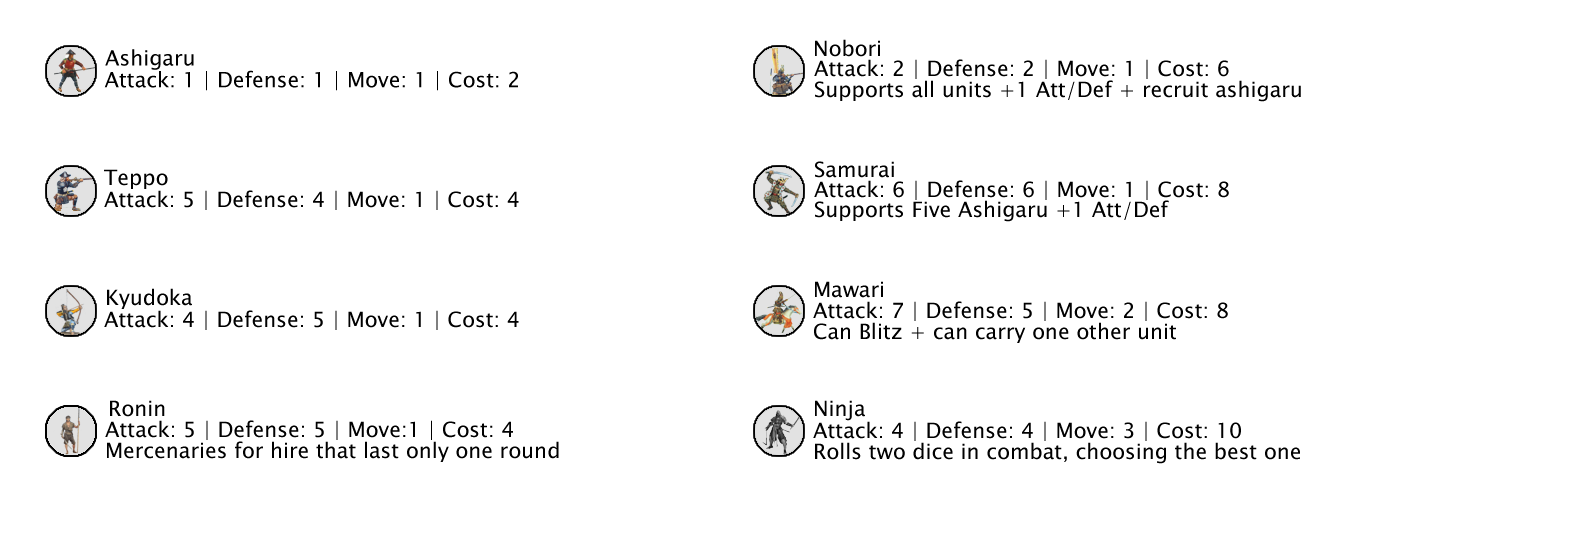 Ashigaru
Attack: 1 | Defense: 1 | Move: 1 | Cost: 2
Teppo
Attack: 5 | Defense: 4 | Move: 1 | Cost: 4
Kyudoka
Attack: 4 | Defense: 5 | Move: 1 | Cost: 4
Ronin
Attack: 5 | Defense: 5 | Move:1 | Cost: 4
Mercenaries for hire that last only one round
Nobori
Attack: 2 | Defense: 2 | Move: 1 | Cost: 6
Supports all units +1 Att/Def + recruit ashigaru
Samurai
Attack: 6 | Defense: 6 | Move: 1 | Cost: 8
Supports Five Ashigaru +1 Att/Def
Mawari
Attack: 7 | Defense: 5 | Move: 2 | Cost: 8
Can Blitz + can carry one other unit
Ninja
Attack: 4 | Defense: 4 | Move: 3 | Cost: 10
Rolls two dice in combat, choosing the best one